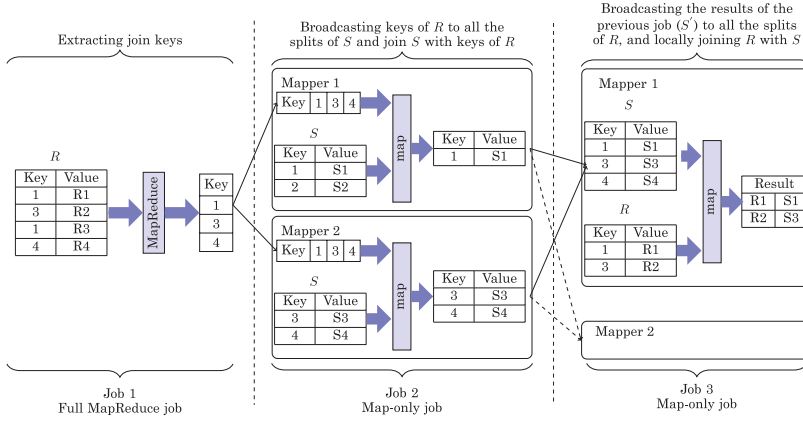 Extracting join keys
R
Key Value
1 R1
3 R2
1 R3
4 R4
MapReduce
Key
1
3
4
Job 1
Full MapReduce job
Broadcasting keys of R to all the
splits of S and join S with keys of R
Mapper 1
Key 1 3 4
S
Key Value
1 S1
2 S2
map
Key Value
1 S1
Mapper 2
Key 1 3 4
S
Key Value
3 S3
4 S4
map
Key Value
3 S3
4 S4
Job 2
Map-only job
Broadcasting the results of the
previous job (S′) to all the splits
of R, and locally joining R with S
Mapper 1
S
Key Value
1 S1
3 S3
4 S4
R
Key Value
1 R1
3 R2
map
Result
R1 S1
R2 S3
Mapper 2
Job 3
Map-only job